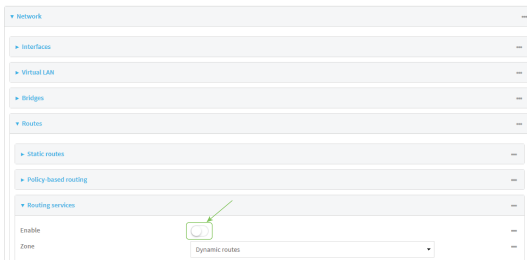 Network
Interfaces
Virtual LAN
Bridges
Routes
Static routes
Policy-based routing
Routing services
Enable
Zone
Dynamic routes